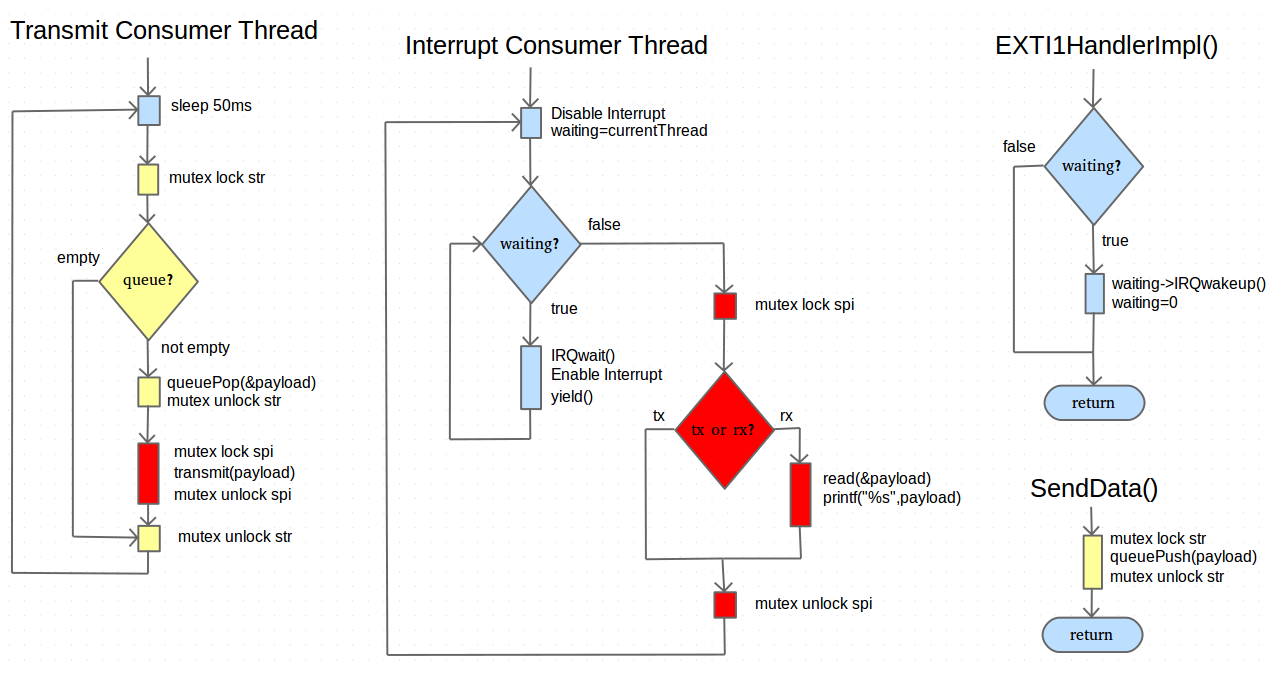 Transmit Consumer Thread
sleep 50ms
mutex lock str
queue?
empty
not empty
queuePop(&payload)
mutex unlock str
mutex lock spi
transmit(payload)
mutex unlock spi
mutex unlock str
Interrupt Consumer Thread
Disable Interrupt
waiting=currentThread
waiting?
false
true
IRQwait()
Enable Interrupt
yield()
mutex lock spi
tx or rx?
tx
rx
read(&payload)
printf("%s",payload)
mutex unlock spi
EXTI1HandlerImpl()
waiting?
false
true
waiting->IRQwakeup()
waiting=0
return
SendData()
mutex lock str
queuePush(payload)
mutex unlock str
return